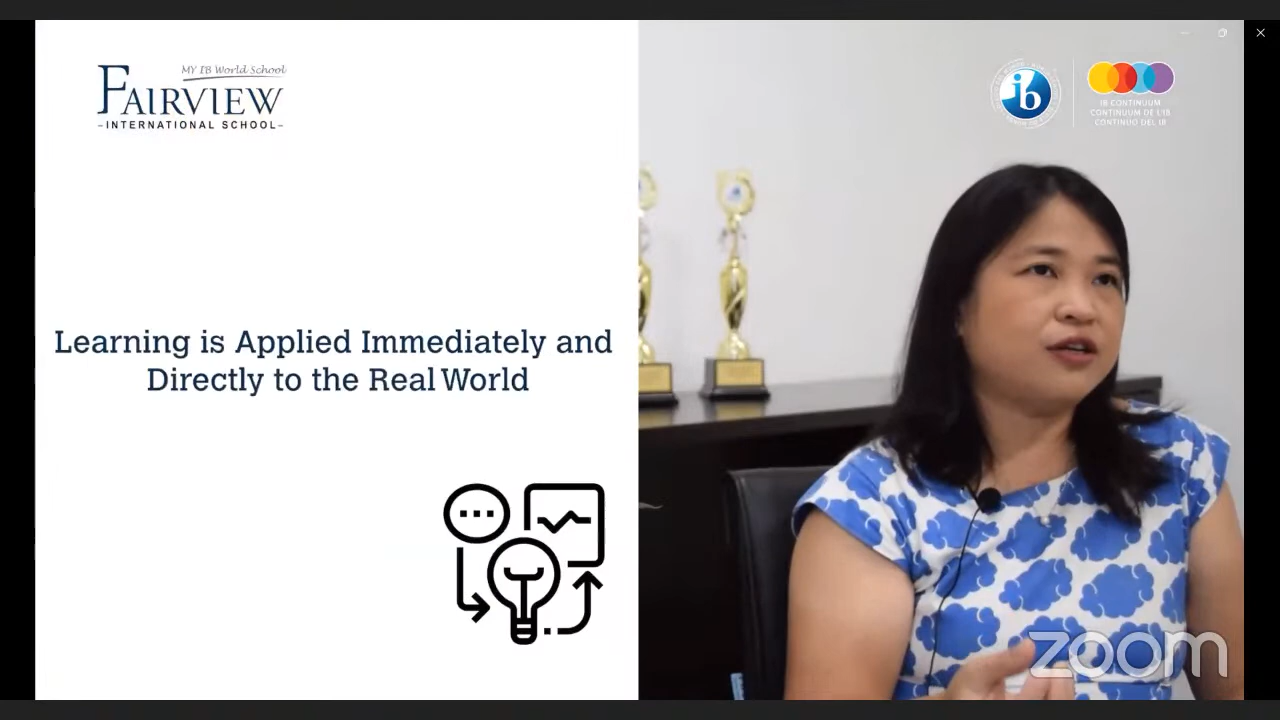 MY IB World School
FAIRVIEW
-INTERNATIONAL SCHOOL-
ib
IB CONTINUUM
CONTINUUM DE L'IB
CONTINUO DEL IB
Learning is Applied Immediately and
Directly to the Real World
zoom